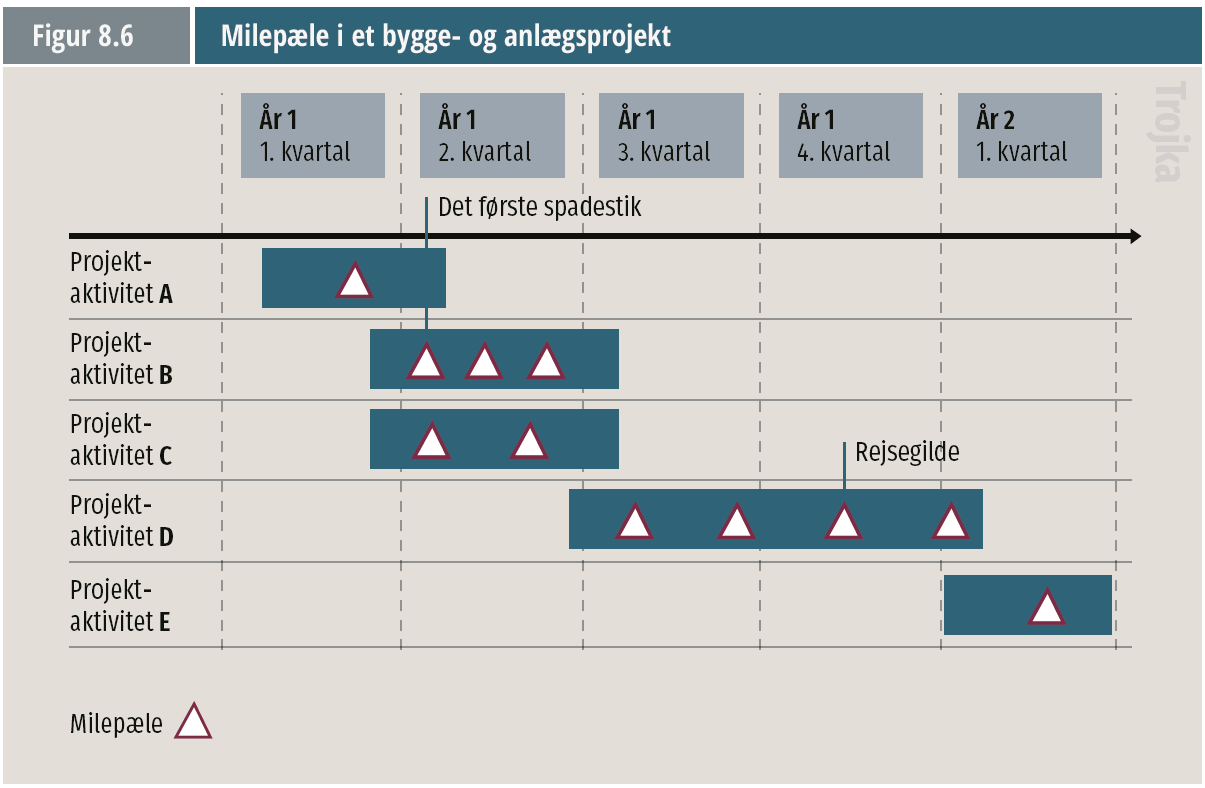 Figur 8.6
Milepæle i et bygge- og anlægsprojekt
Trojka
År 1
1. kvartal
År 1
2. kvartal
År 1
3. kvartal
År 1
4. kvartal
År 2
1. kvartal
Det første spadestik
Projekt-
aktivitet A
Projekt-
aktivitet B
Projekt-
aktivitet C
Rejsegilde
Projekt-
aktivitet D
Projekt-
aktivitet E
Milepæle